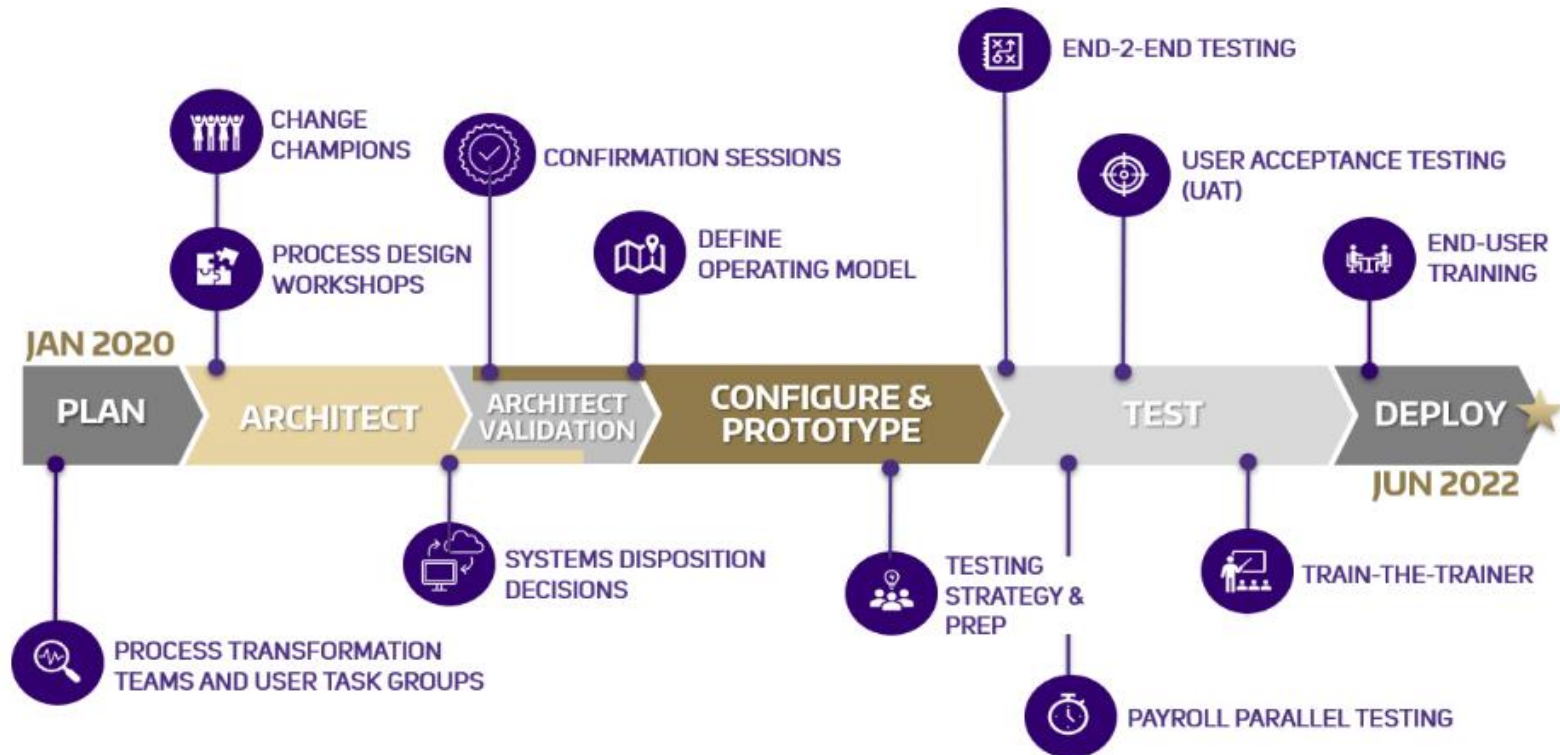 END-2-END TESTING
CHANGE
CHAMPIONS
CONFIRMATION SESSIONS
USER ACCEPTANCE TESTING
(UAT)
PROCESS DESIGN
WORKSHOPS
DEFINE
OPERATING MODEL
END-USER
TRAINING
JAN 2020
PLAN
ARCHITECT
ARCHITECT
VALIDATION
CONFIGURE &
PROTOTYPE
TEST
DEPLOY
JUN 2022
SYSTEMS DISPOSITION
DECISIONS
TESTING
STRATEGY &
PREP
TRAIN-THE-TRAINER
PROCESS TRANSFORMATION
TEAMS AND USER TASK GROUPS
PAYROLL PARALLEL TESTING